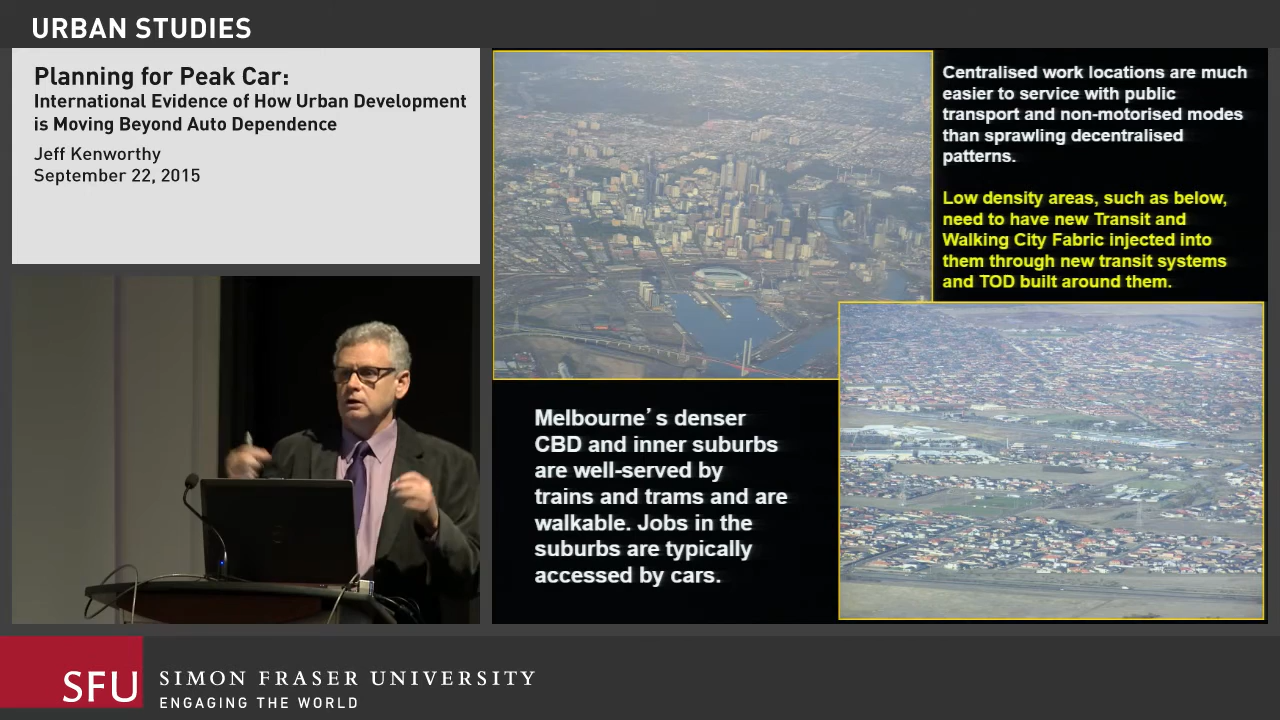 URBAN STUDIES
Planning for Peak Car:
International Evidence of How Urban Development
is Moving Beyond Auto Dependence
Jeff Kenworthy
September 22, 2015
Centralised work locations are much
easier to service with public
transport and non-motorised modes
than sprawling decentralised
patterns.
Low density areas, such as below,
need to have new Transit and
Walking City Fabric injected into
them through new transit systems
and TOD built around them.
Melbourne’s denser
CBD and inner suburbs
are well-served by
trains and trams and are
walkable. Jobs in the
suburbs are typically
accessed by cars.
SFU
SIMON FRASER UNIVERSITY
ENGAGING THE WORLD